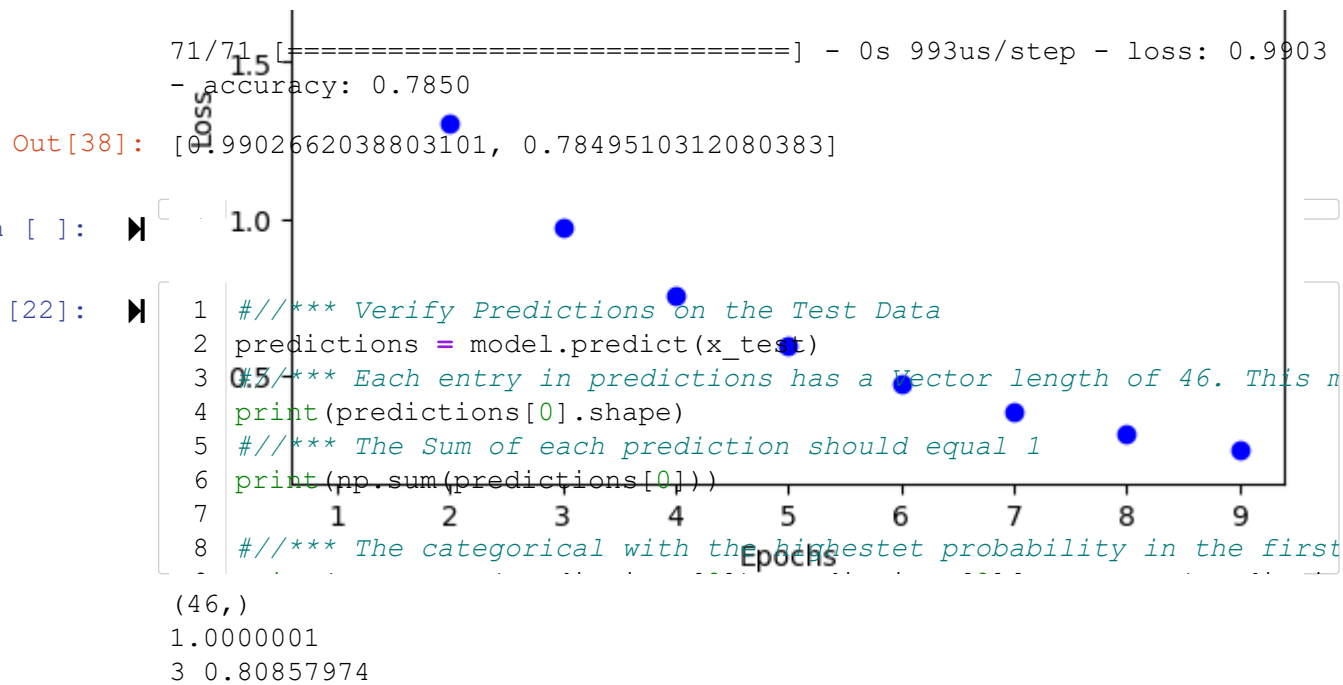 71/71 [==============================] - 0s 993us/step - loss: 0.9903
- accuracy: 0.7850
Out[38]: [0.9902662038803101, 0.7849510312080383]
[ ]:
[22]:
1 #//*** Verify Predictions on the Test Data
2 predictions = model.predict(x_test)
3 #//*** Each entry in predictions has a Vector length of 46. This
4 print(predictions[0].shape)
5 #//*** The Sum of each prediction should equal 1
6 print(np.sum(predictions[0]))
7
8 #//*** The categorical with the highestet probability in the first
(46,)
1.0000001
3 0.80857974
Loss
1.5
1.0
0.5
1 2 3 4 5 6 7 8 9
Epochs